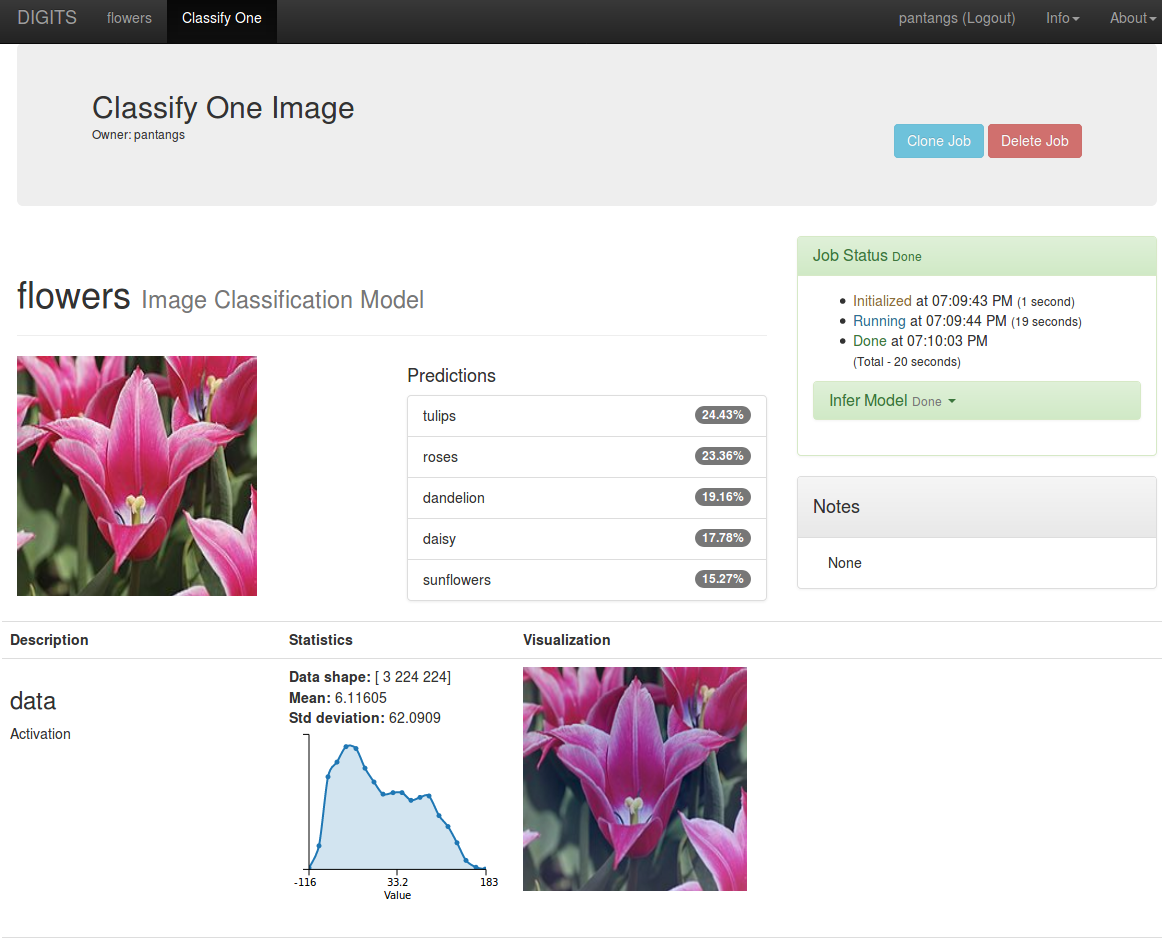 DIGITS flowers Classify One pantangs (Logout) Info About
Classify One Image
Owner: pantangs
Clone Job Delete Job
flowers Image Classification Model
Predictions
tulips 24.43%
roses 23.36%
dandelion 19.16%
daisy 17.78%
sunflowers 15.27%
Job Status Done
Initialized at 07:09:43 PM (1 second)
Running at 07:09:44 PM (19 seconds)
Done at 07:10:03 PM
(Total - 20 seconds)
Infer Model Done
Notes
None
Description Statistics Visualization
data
Activation
Data shape: [ 3 224 224]
Mean: 6.11605
Std deviation: 62.0909
-116 33.2 183
Value